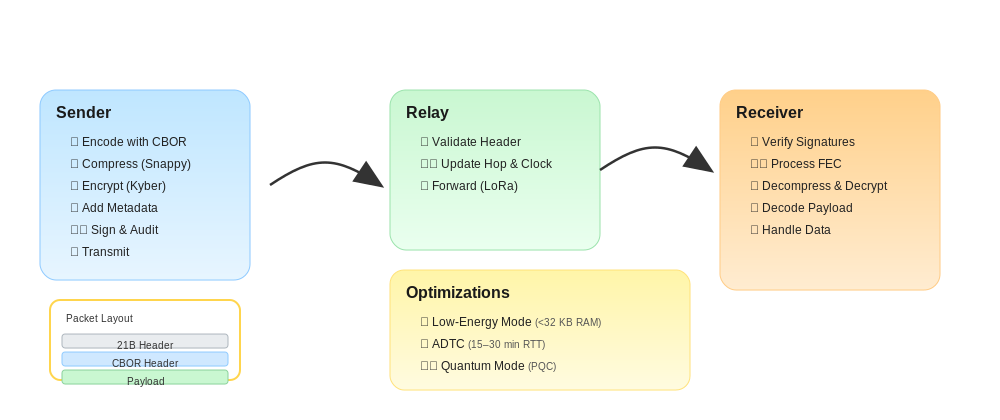 Sender
Encode with CBOR
Compress (Snappy)
Encrypt (Kyber)
Add Metadata
Sign & Audit
Transmit
Packet Layout
21B Header
CBOR Header
Payload
Relay
Validate Header
Update Hop & Clock
Forward (LoRa)
Optimizations
Low-Energy Mode (<32 KB RAM)
ADTC (15–30 min RTT)
Quantum Mode (PQC)
Receiver
Verify Signatures
Process FEC
Decompress & Decrypt
Decode Payload
Handle Data